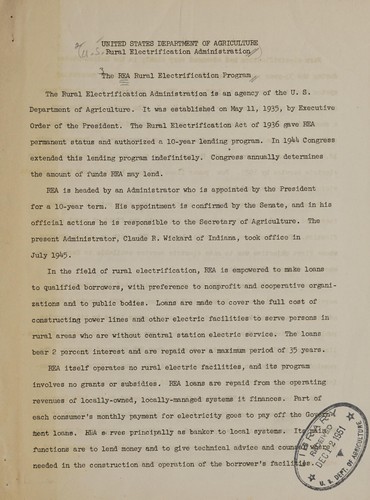 UNITED STATES DEPARTMENT OF AGRICULTURE
(U.S. Rural Electrification Administration)
The REA Rural Electrification Program
The Rural Electrification Administration is an agency of the U. S.
Department of Agriculture. It was established on May 11, 1935, by Executive
Order of the President. The Rural Electrification Act of 1936 gave REA
permanent status and authorized a 10-year lending program. In 1944 Congress
extended this lending program indefinitely. Congress annually determines
the amount of funds REA may lend.
REA is headed by an Administrator who is appointed by the President
for a 10-year term. His appointment is confirmed by the Senate, and in his
official actions he is responsible to the Secretary of Agriculture. The
present Administrator, Claude R. Wickard of Indiana, took office in
July 1945.
In the field of rural electrification, REA is empowered to make loans
to qualified borrowers, with preference to nonprofit and cooperative organi-
zations and to public bodies. Loans are made to cover the full cost of
constructing power lines and other electric facilities to serve persons in
rural areas who are without central station electric service. The loans
bear 2 percent interest and are repaid over a maximum period of 35 years.
REA itself operates no rural electric facilities, and its program
involves no grants or subsidies. REA loans are repaid from the operating
revenues of locally-owned, locally-managed systems it finances. Part of
each consumer's monthly payment for electricity goes to pay off the Govern-
ment loans. REA serves principally as banker to local systems. Its main
functions are to lend money and to give technical advice and counsel
needed in the construction and operation of the borrower's facilities.
LIBRARY
RECEIVED
DEC 12 1951
U. S. DEPT. OF AGRICULTURE